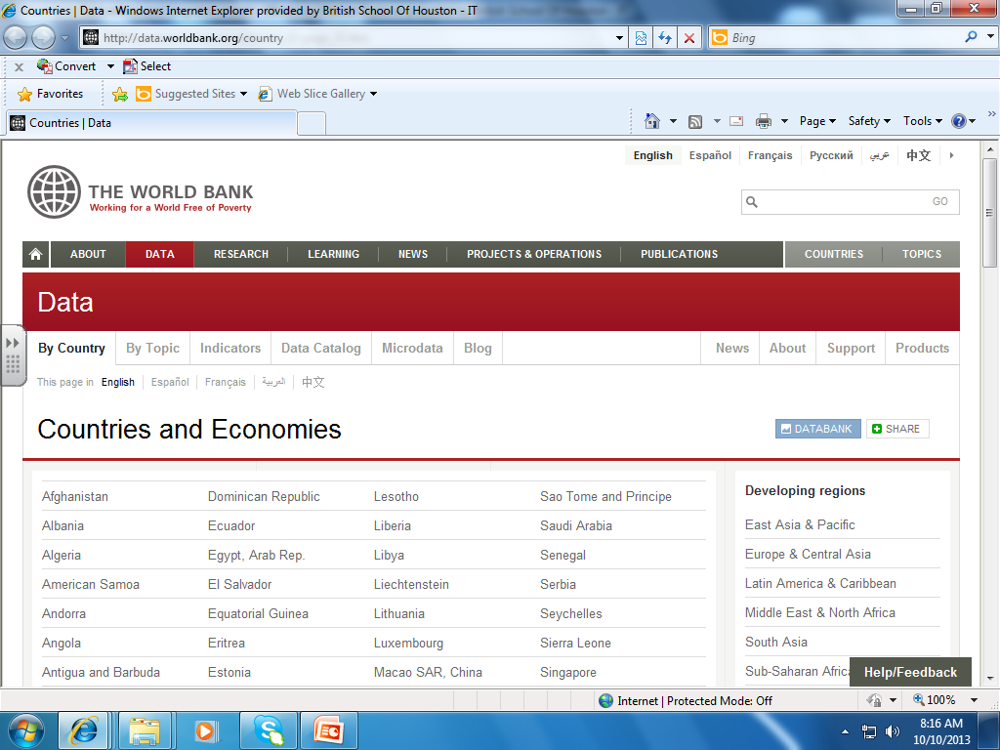 Countries | Data - Windows Internet Explorer provided by British School Of Houston - IT
http://data.worldbank.org/country
Bing
x Convert Select
Favorites Suggested Sites Web Slice Gallery
Countries | Data
Page Safety Tools
English Español Français Русский عربي 中文
THE WORLD BANK
Working for a World Free of Poverty
GO
ABOUT DATA RESEARCH LEARNING NEWS PROJECTS & OPERATIONS PUBLICATIONS COUNTRIES TOPICS
Data
By Country By Topic Indicators Data Catalog Microdata Blog News About Support Products
This page in English Español Français العربية 中文
Countries and Economies
DATABANK SHARE
Afghanistan Dominican Republic Lesotho Sao Tome and Principe
Albania Ecuador Liberia Saudi Arabia
Algeria Egypt, Arab Rep. Libya Senegal
American Samoa El Salvador Liechtenstein Serbia
Andorra Equatorial Guinea Lithuania Seychelles
Angola Eritrea Luxembourg Sierra Leone
Antigua and Barbuda Estonia Macao SAR, China Singapore
Developing regions
East Asia & Pacific
Europe & Central Asia
Latin America & Caribbean
Middle East & North Africa
South Asia
Sub-Saharan Africa
Help/Feedback
Internet | Protected Mode: Off 100%
8:16 AM
10/10/2013